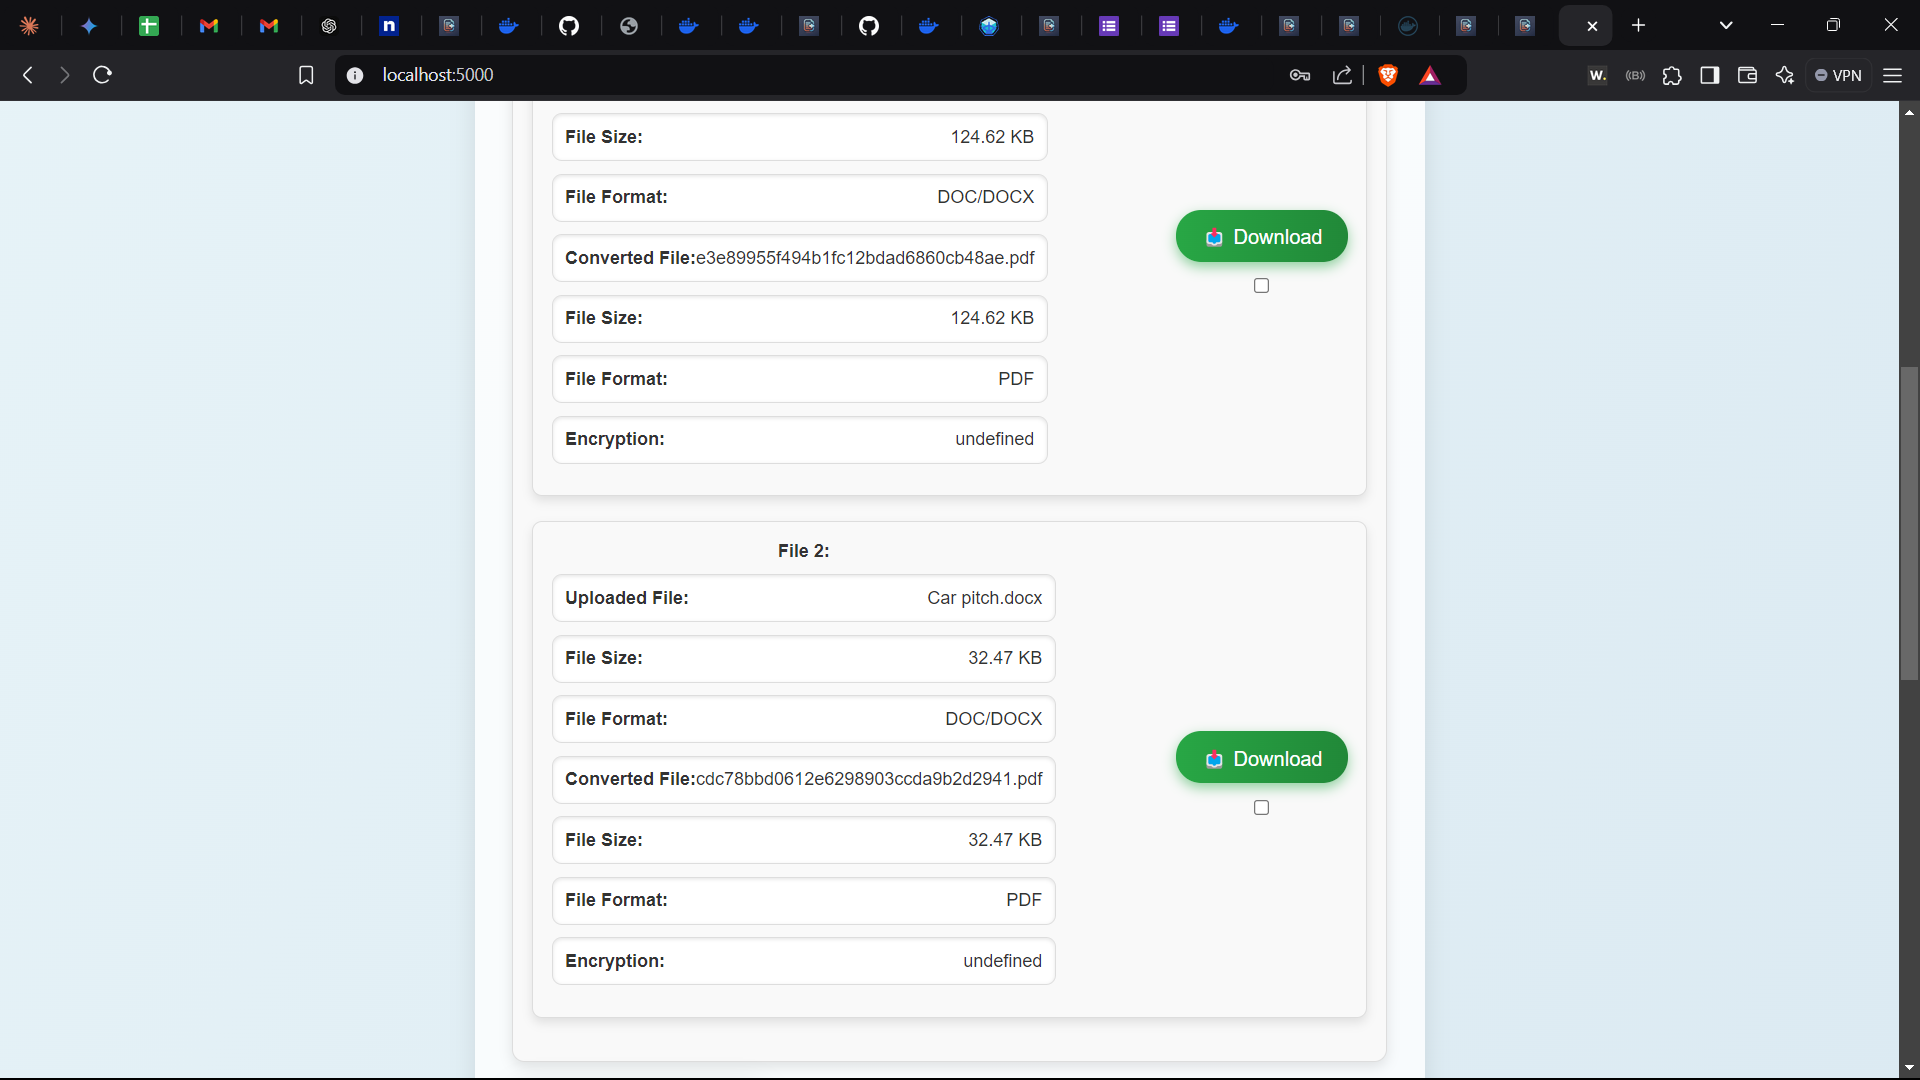 localhost:5000
W.
VPN
File Size: 124.62 KB
File Format: DOC/DOCX
Download
Converted File:e3e89955f494b1fc12bdad6860cb48ae.pdf
File Size: 124.62 KB
File Format: PDF
Encryption: undefined
File 2:
Uploaded File: Car pitch.docx
File Size: 32.47 KB
File Format: DOC/DOCX
Download
Converted File:cdc78bbd0612e6298903ccda9b2d2941.pdf
File Size: 32.47 KB
File Format: PDF
Encryption: undefined